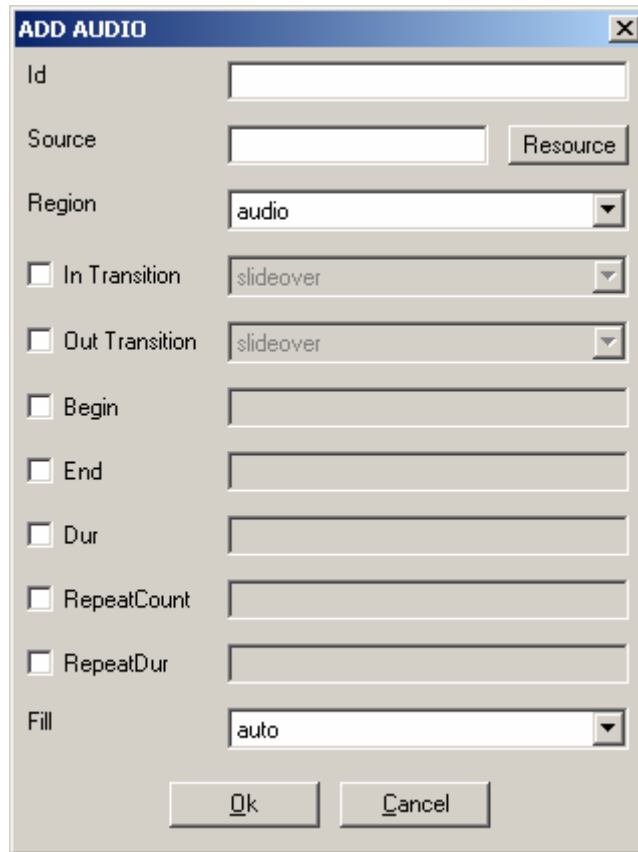 ADD AUDIO
Id
Source Resource
Region audio
In Transition slideover
Out Transition slideover
Begin
End
Dur
RepeatCount
RepeatDur
Fill auto
Ok Cancel